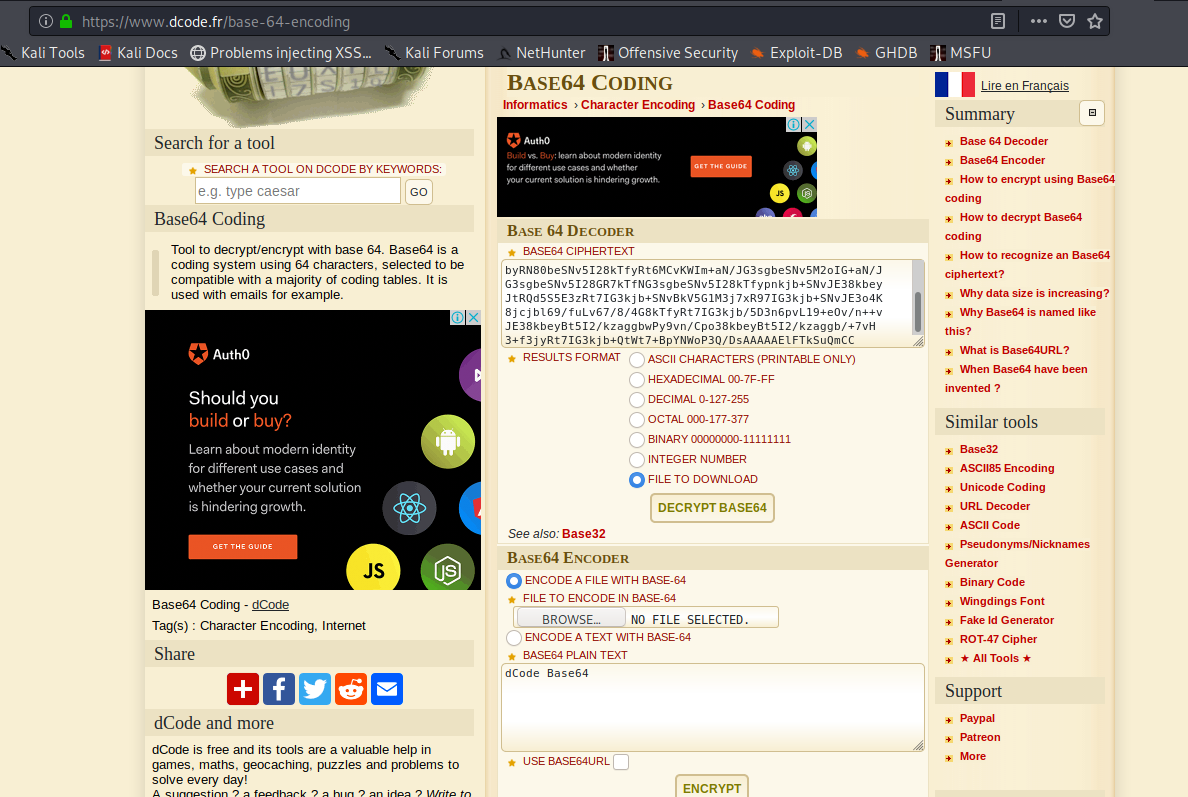 https://www.dcode.fr/base-64-encoding
Kali Tools
Kali Docs
Problems injecting XSS...
Kali Forums
NetHunter
Offensive Security
Exploit-DB
GHDB
MSFU
Search for a tool
SEARCH A TOOL ON DCODE BY KEYWORDS:
e.g. type caesar
GO
Base64 Coding
Tool to decrypt/encrypt with base 64. Base64 is a
coding system using 64 characters, selected to be
compatible with a majority of coding tables. It is
used with emails for example.
Auth0
Should you
build or buy?
Learn about modern identity
for different use cases and
whether your current solution
is hindering growth.
GET THE GUIDE
JS
JS
Base64 Coding - dCode
Tag(s) : Character Encoding, Internet
Share
dCode and more
dCode is free and its tools are a valuable help in
games, maths, geocaching, puzzles and problems to
solve every day!
A suggestion ? a feedback ? a bug ? an idea ? Write to
BASE64 CODING
Informatics › Character Encoding › Base64 Coding
Auth0
Build vs. Buy: learn about modern identity
for different use cases and whether
your current solution is hindering growth.
GET THE GUIDE
JS
JS
BASE 64 DECODER
BASE64 CIPHERTEXT
byRN80beSNv5I28kTfyRt6MCvKWIm+aN/JG3sgbeSNv5M2oIG+aN/J
G3sgbeSNv5I28GR7kTfNG3sgbeSNv5I28kTfypnkjb+SNvJE38kbey
JtRQd5S5E3zRt7IG3kjb+SNvBkV5G1M3j7xR97IG3kjb+SNvJE3o4K
8jcjbl69/fuLv67/8/4G8kTfyRt7IG3kjb/5D3n6pvL19+eOv/n++v
JE38kbeyBt5I2/kzaggbwPy9vn/Cpo38kbeyBt5I2/kzaggb/+7vH
3+f3jyRt7IG3kjb+QtWt7+BpYNWoP3Q/DsAAAAAElFTkSuQmCC
RESULTS FORMAT
ASCII CHARACTERS (PRINTABLE ONLY)
HEXADECIMAL 00-7F-FF
DECIMAL 0-127-255
OCTAL 000-177-377
BINARY 00000000-11111111
INTEGER NUMBER
FILE TO DOWNLOAD
DECRYPT BASE64
See also: Base32
BASE64 ENCODER
ENCODE A FILE WITH BASE-64
FILE TO ENCODE IN BASE-64
BROWSE... NO FILE SELECTED.
ENCODE A TEXT WITH BASE-64
BASE64 PLAIN TEXT
dCode Base64
USE BASE64URL
ENCRYPT
Lire en Français
Summary
Base 64 Decoder
Base64 Encoder
How to encrypt using Base64
coding
How to decrypt Base64
coding
How to recognize an Base64
ciphertext?
Why data size is increasing?
Why Base64 is named like
this?
What is Base64URL?
When Base64 have been
invented ?
Similar tools
Base32
ASCII85 Encoding
Unicode Coding
URL Decoder
ASCII Code
Pseudonyms/Nicknames
Generator
Binary Code
Wingdings Font
Fake Id Generator
ROT-47 Cipher
★ All Tools ★
Support
Paypal
Patreon
More